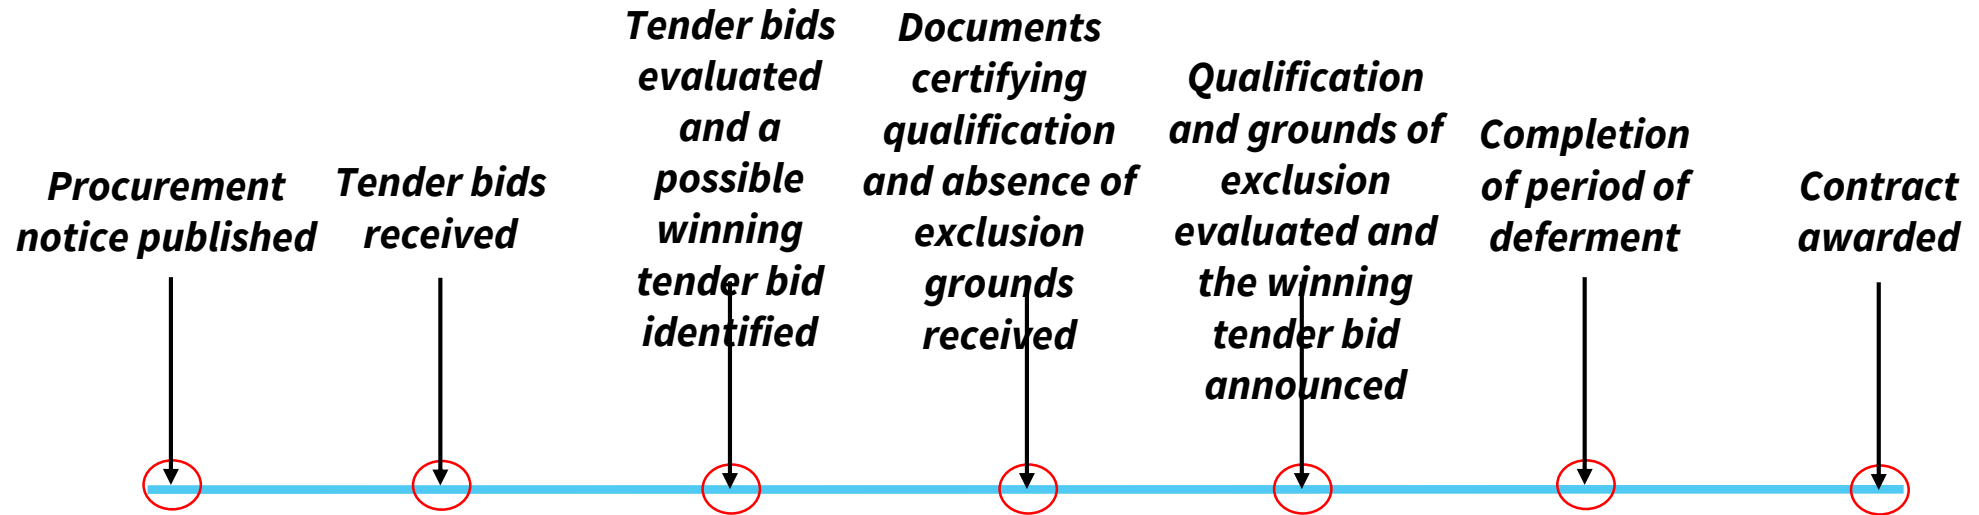 Procurement
notice published
Tender bids
received
Tender bids
evaluated
and a
possible
winning
tender bid
identified
Documents
certifying
qualification
and absence of
exclusion
grounds
received
Qualification
and grounds of
exclusion
evaluated and
the winning
tender bid
announced
Completion
of period of
deferment
Contract
awarded